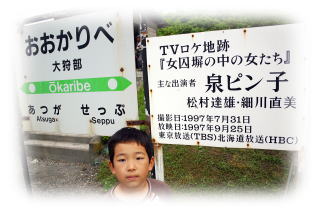 おおかりべ
大狩部
Ōkaribe
あつが せっぷ
Atsuga Seppu
TVロケ地跡
『女囚塀の中の女たち』
主な出演者 泉ピン子
松村達雄・細川直美
撮影日:1997年7月31日
放映日:1997年9月25日
東京放送(TBS)北海道放送(HBC)